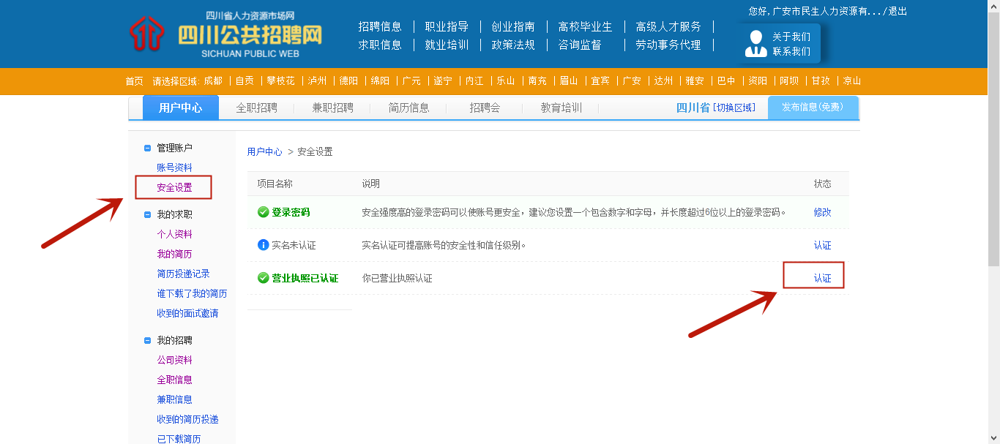 四川省人力资源市场网
四川公共招聘网
SICHUAN PUBLIC WEB
招聘信息 | 职业指导 | 创业指南 | 高校毕业生 | 高级人才服务 |
求职信息 | 就业培训 | 政策法规 | 咨询监督 | 劳动事务代理 |
您好,广安市民生人力资源有.../退出
关于我们
联系我们
首页 请选择区域: 成都 | 自贡 | 攀枝花 | 泸州 | 德阳 | 绵阳 | 广元 | 遂宁 | 内江 | 乐山 | 南充 | 眉山 | 宜宾 | 广安 | 达州 | 雅安 | 巴中 | 资阳 | 阿坝 | 甘孜 | 凉山
用户中心 全职招聘 兼职招聘 简历信息 招聘会 教育培训 四川省 [切换区域] 发布信息(免费)
管理账户
账号资料
安全设置
我的求职
个人资料
我的简历
简历投递记录
谁下载了我的简历
收到的面试邀请
我的招聘
公司资料
全职信息
兼职信息
收到的简历投递
已下载简历
用户中心 > 安全设置
项目名称 说明 状态
登录密码 安全强度高的登录密码可以使账号更安全，建议您设置一个包含数字和字母，并长度超过6位以上的登录密码。 修改
实名未认证 实名认证可提高账号的安全性和信任级别。 认证
营业执照已认证 你已营业执照认证 认证